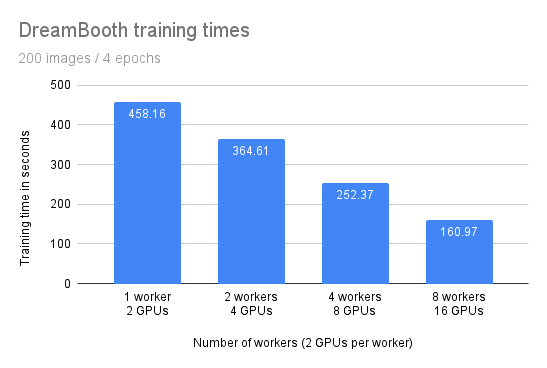 DreamBooth training times
200 images / 4 epochs
Training time in seconds
500
400
300
200
100
0
458.16
364.61
252.37
160.97
1 worker
2 GPUs
2 workers
4 GPUs
4 workers
8 GPUs
8 workers
16 GPUs
Number of workers (2 GPUs per worker)